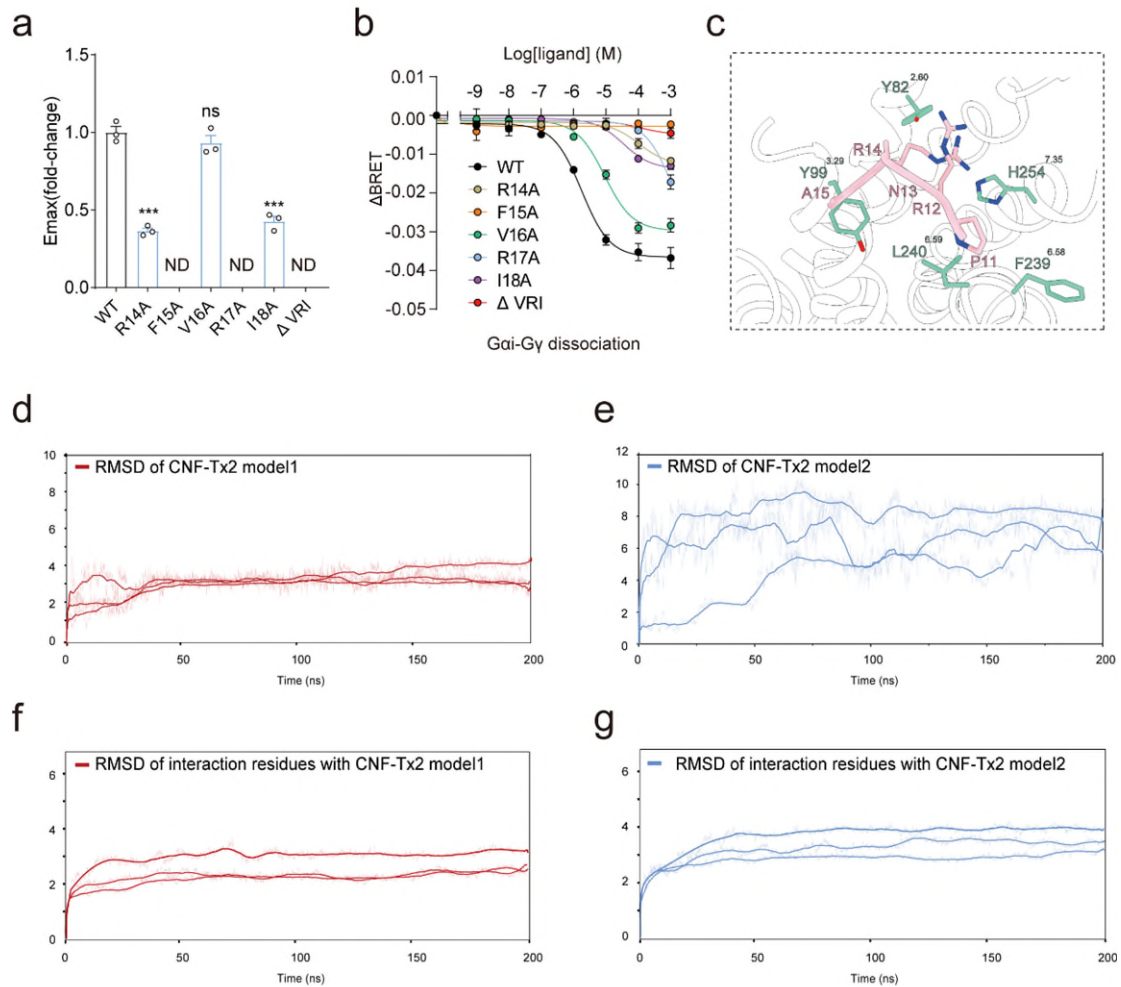 a
Emax(fold-change)
1.5
1.0
0.5
0.0
ns
***
ND
ND
***
ND
WT
R14A
F15A
V16A
R17A
I18A
Δ VRI
b
Log[ligand] (M)
-9 -8 -7 -6 -5 -4 -3
ΔBRET
0.01
0.00
-0.01
-0.02
-0.03
-0.04
-0.05
WT
R14A
F15A
V16A
R17A
I18A
Δ VRI
Gαi-Gγ dissociation
c
Y82 2.60
R14
Y99 3.29
A15
N13
R12
H254 7.35
L240 6.59
P11
F239 6.58
d
RMSD of CNF-Tx2 model1
10
8
6
4
2
0
0 50 100 150 200
Time (ns)
e
RMSD of CNF-Tx2 model2
12
10
8
6
4
2
0
0 50 100 150 200
Time (ns)
f
RMSD of interaction residues with CNF-Tx2 model1
6
4
2
0
0 50 100 150 200
Time (ns)
g
RMSD of interaction residues with CNF-Tx2 model2
6
4
2
0
0 50 100 150 200
Time (ns)